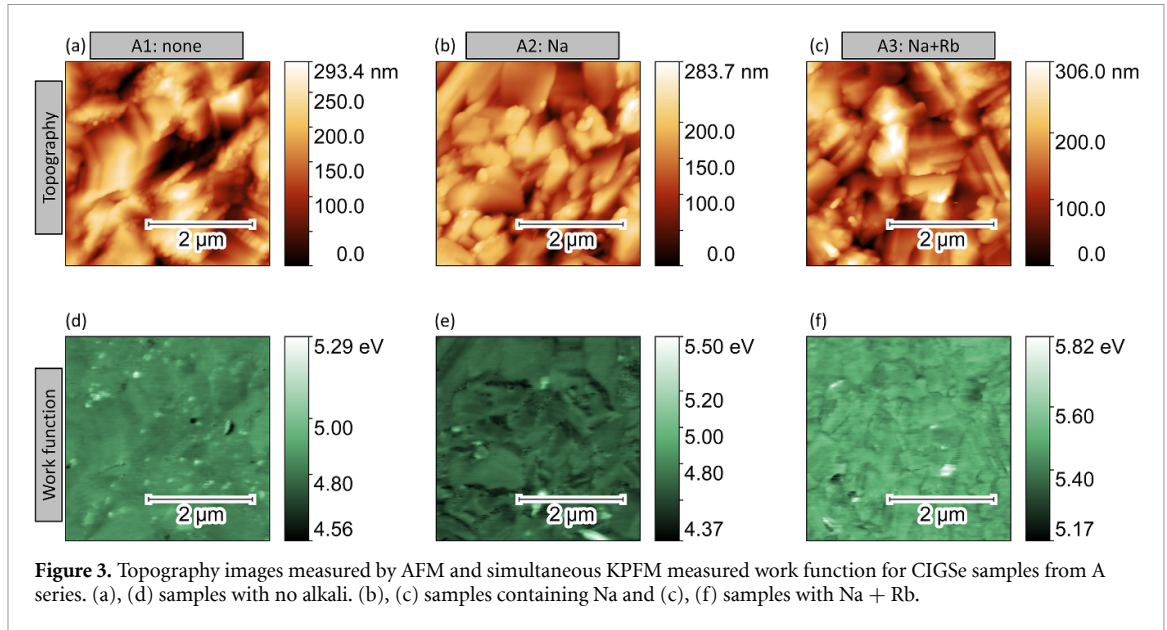 (a) A1: none
(b) A2: Na
(c) A3: Na+Rb
Topography
293.4 nm
250.0
200.0
150.0
100.0
0.0
2 µm
283.7 nm
200.0
150.0
100.0
0.0
2 µm
306.0 nm
200.0
100.0
0.0
2 µm
(d)
(e)
(f)
Work function
5.29 eV
5.00
4.80
4.56
2 µm
5.50 eV
5.20
5.00
4.80
4.37
2 µm
5.82 eV
5.60
5.40
5.17
2 µm
Figure 3. Topography images measured by AFM and simultaneous KPFM measured work function for CIGSe samples from A
series. (a), (d) samples with no alkali. (b), (c) samples containing Na and (c), (f) samples with Na + Rb.